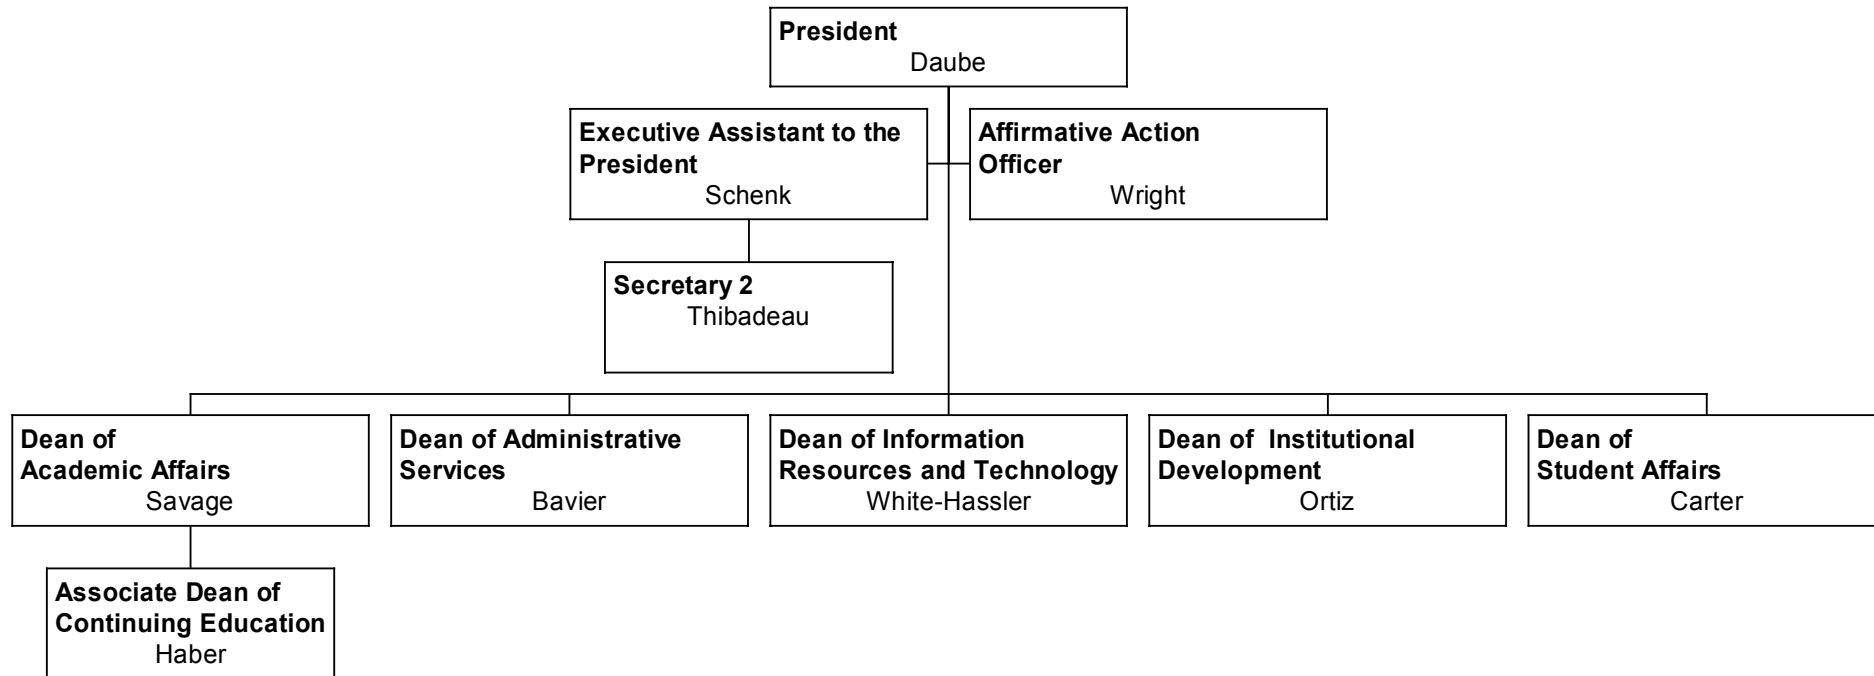 President
Daube
Executive Assistant to the
President
Schenk
Affirmative Action
Officer
Wright
Secretary 2
Thibadeau
Dean of
Academic Affairs
Savage
Dean of Administrative
Services
Bavier
Dean of Information
Resources and Technology
White-Hassler
Dean of  Institutional
Development
Ortiz
Dean of
Student Affairs
Carter
Associate Dean of
Continuing Education
Haber